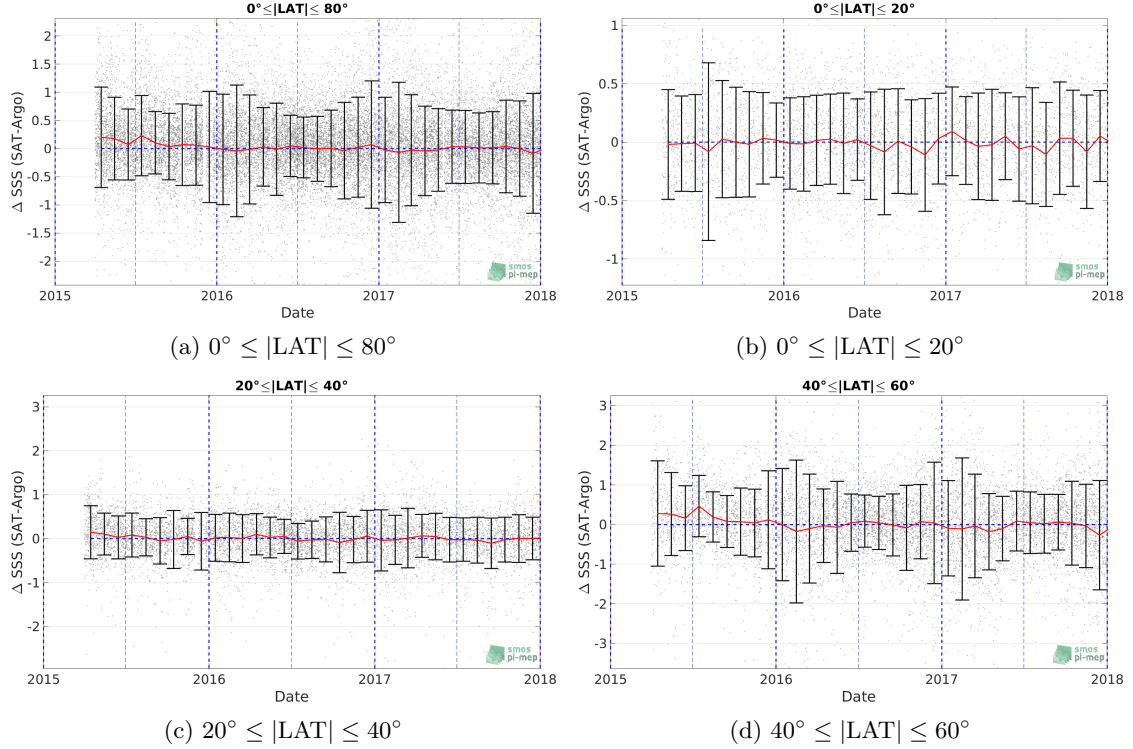 0°≤|LAT|≤ 80°
Δ SSS (SAT-Argo)
2
1.5
1
0.5
0
-0.5
-1
-1.5
-2
2015
2016
2017
2018
Date
smos
pi-mep
(a) 0° ≤ |LAT| ≤ 80°
0°≤|LAT|≤ 20°
Δ SSS (SAT-Argo)
1
0.5
0
-0.5
-1
2015
2016
2017
2018
Date
smos
pi-mep
(b) 0° ≤ |LAT| ≤ 20°
20°≤|LAT|≤ 40°
Δ SSS (SAT-Argo)
3
2
1
0
-1
-2
2015
2016
2017
2018
Date
smos
pi-mep
(c) 20° ≤ |LAT| ≤ 40°
40°≤|LAT|≤ 60°
Δ SSS (SAT-Argo)
3
2
1
0
-1
-2
-3
2015
2016
2017
2018
Date
smos
pi-mep
(d) 40° ≤ |LAT| ≤ 60°